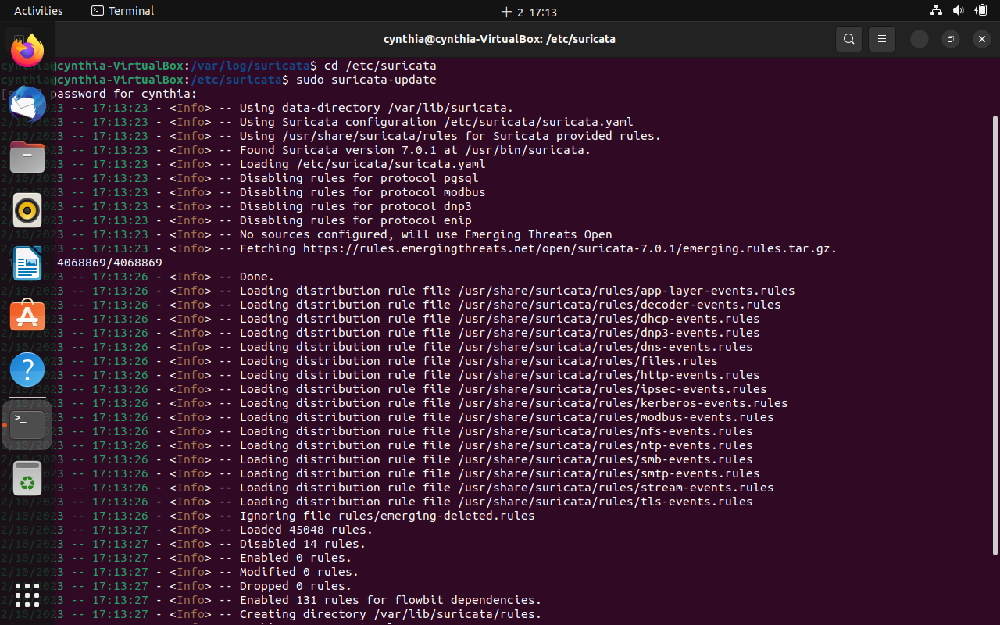 Activities
Terminal
2 17:13
cynthia@cynthia-VirtualBox: /etc/suricata
cynthia@cynthia-VirtualBox:/var/log/suricata$ cd /etc/suricata
cynthia@cynthia-VirtualBox:/etc/suricata$ sudo suricata-update
password for cynthia:
2/10/2023 -- 17:13:23 - <Info> -- Using data-directory /var/lib/suricata.
2/10/2023 -- 17:13:23 - <Info> -- Using Suricata configuration /etc/suricata/suricata.yaml
2/10/2023 -- 17:13:23 - <Info> -- Using /usr/share/suricata/rules for Suricata provided rules.
2/10/2023 -- 17:13:23 - <Info> -- Found Suricata version 7.0.1 at /usr/bin/suricata.
2/10/2023 -- 17:13:23 - <Info> -- Loading /etc/suricata/suricata.yaml
2/10/2023 -- 17:13:23 - <Info> -- Disabling rules for protocol pgsql
2/10/2023 -- 17:13:23 - <Info> -- Disabling rules for protocol modbus
2/10/2023 -- 17:13:23 - <Info> -- Disabling rules for protocol dnp3
2/10/2023 -- 17:13:23 - <Info> -- Disabling rules for protocol enip
2/10/2023 -- 17:13:23 - <Info> -- No sources configured, will use Emerging Threats Open
2/10/2023 -- 17:13:23 - <Info> -- Fetching https://rules.emergingthreats.net/open/suricata-7.0.1/emerging.rules.tar.gz.
- 4068869/4068869
2/10/2023 -- 17:13:26 - <Info> -- Done.
2/10/2023 -- 17:13:26 - <Info> -- Loading distribution rule file /usr/share/suricata/rules/app-layer-events.rules
2/10/2023 -- 17:13:26 - <Info> -- Loading distribution rule file /usr/share/suricata/rules/decoder-events.rules
2/10/2023 -- 17:13:26 - <Info> -- Loading distribution rule file /usr/share/suricata/rules/dhcp-events.rules
2/10/2023 -- 17:13:26 - <Info> -- Loading distribution rule file /usr/share/suricata/rules/dnp3-events.rules
2/10/2023 -- 17:13:26 - <Info> -- Loading distribution rule file /usr/share/suricata/rules/dns-events.rules
2/10/2023 -- 17:13:26 - <Info> -- Loading distribution rule file /usr/share/suricata/rules/files.rules
2/10/2023 -- 17:13:26 - <Info> -- Loading distribution rule file /usr/share/suricata/rules/http-events.rules
2/10/2023 -- 17:13:26 - <Info> -- Loading distribution rule file /usr/share/suricata/rules/ipsec-events.rules
2/10/2023 -- 17:13:26 - <Info> -- Loading distribution rule file /usr/share/suricata/rules/kerberos-events.rules
2/10/2023 -- 17:13:26 - <Info> -- Loading distribution rule file /usr/share/suricata/rules/modbus-events.rules
2/10/2023 -- 17:13:26 - <Info> -- Loading distribution rule file /usr/share/suricata/rules/nfs-events.rules
2/10/2023 -- 17:13:26 - <Info> -- Loading distribution rule file /usr/share/suricata/rules/ntp-events.rules
2/10/2023 -- 17:13:26 - <Info> -- Loading distribution rule file /usr/share/suricata/rules/smb-events.rules
2/10/2023 -- 17:13:26 - <Info> -- Loading distribution rule file /usr/share/suricata/rules/smtp-events.rules
2/10/2023 -- 17:13:26 - <Info> -- Loading distribution rule file /usr/share/suricata/rules/stream-events.rules
2/10/2023 -- 17:13:26 - <Info> -- Loading distribution rule file /usr/share/suricata/rules/tls-events.rules
2/10/2023 -- 17:13:26 - <Info> -- Ignoring file rules/emerging-deleted.rules
2/10/2023 -- 17:13:27 - <Info> -- Loaded 45048 rules.
2/10/2023 -- 17:13:27 - <Info> -- Disabled 14 rules.
2/10/2023 -- 17:13:27 - <Info> -- Enabled 0 rules.
2/10/2023 -- 17:13:27 - <Info> -- Modified 0 rules.
2/10/2023 -- 17:13:27 - <Info> -- Dropped 0 rules.
2/10/2023 -- 17:13:27 - <Info> -- Enabled 131 rules for flowbit dependencies.
2/10/2023 -- 17:13:27 - <Info> -- Creating directory /var/lib/suricata/rules.